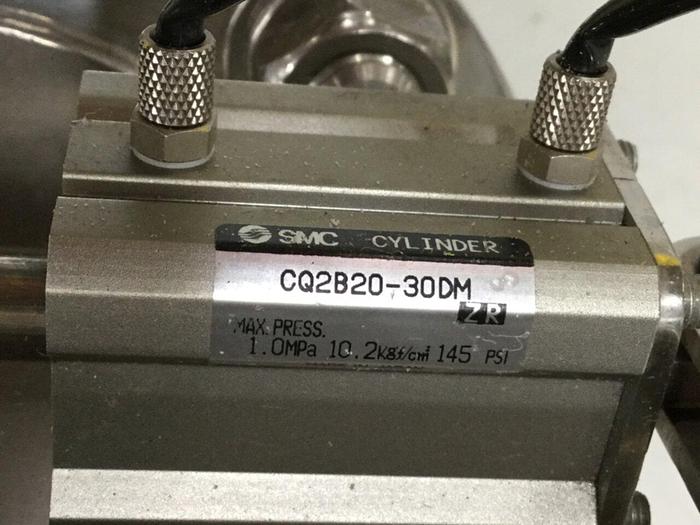 SMC CYLINDER
CQ2B20-30DM
ZR
MAX.PRESS.
1.0MPa 10.2kgf/cm² 145 PSI